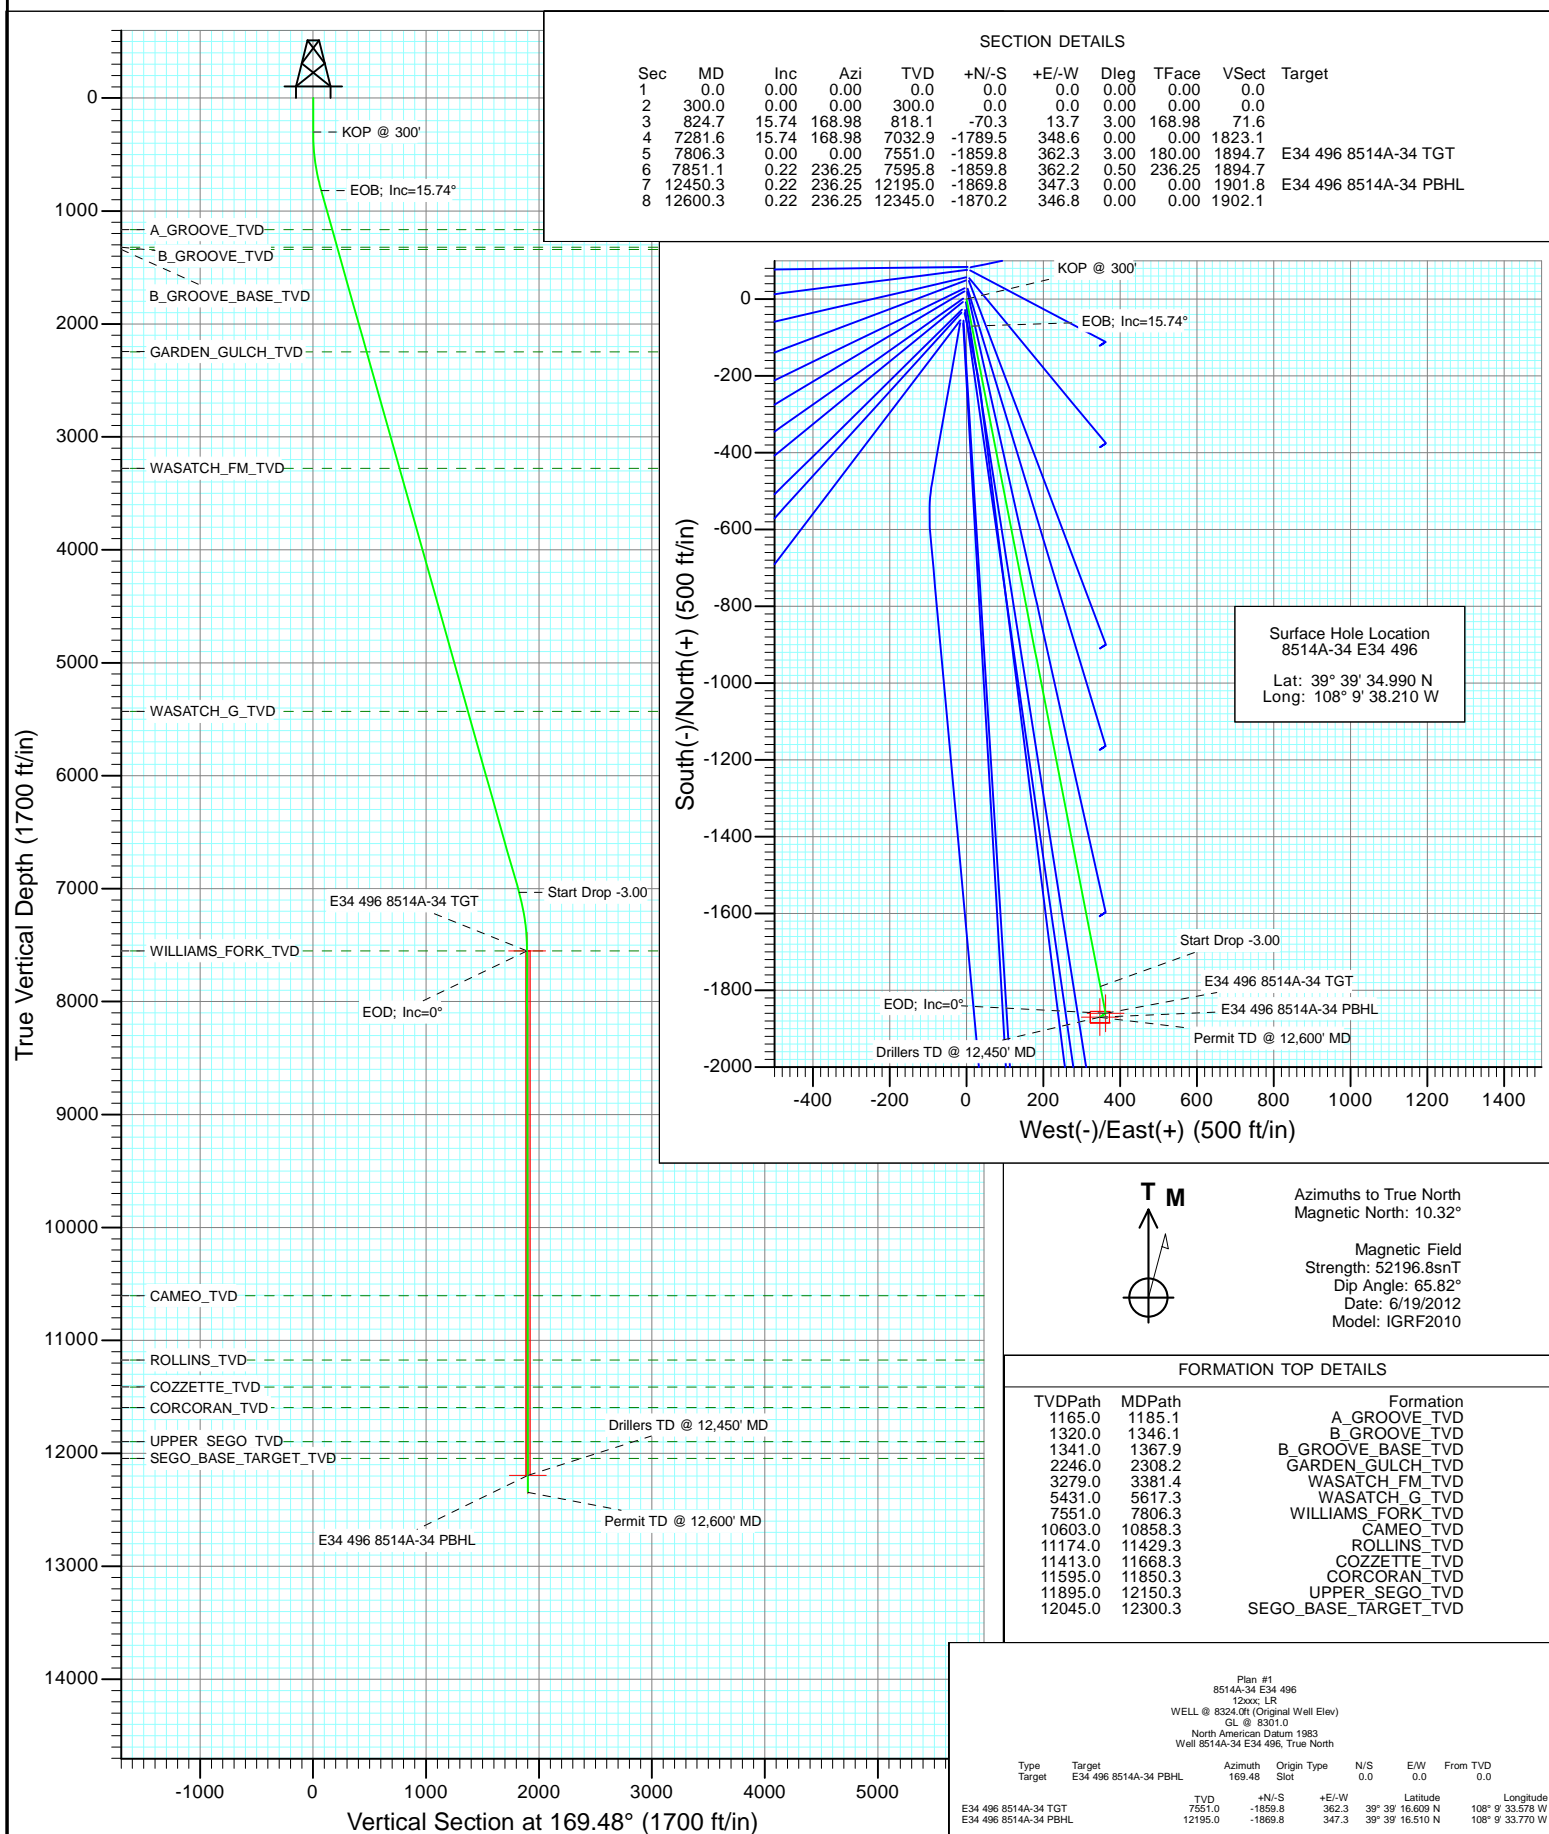 SECTION DETAILS
Sec MD Inc Azi TVD +N/-S +E/-W Dleg TFace VSect Target
1 0.0 0.00 0.00 0.0 0.0 0.0 0.00 0.00 0.0
2 300.0 0.00 0.00 300.0 0.0 0.0 0.00 0.00 0.0
3 824.7 15.74 168.98 818.1 -70.3 13.7 3.00 168.98 71.6
4 7281.6 15.74 168.98 7032.9 -1789.5 348.6 0.00 0.00 1823.1
5 7806.3 0.00 0.00 7551.0 -1859.8 362.3 3.00 180.00 1894.7 E34 496 8514A-34 TGT
6 7851.1 0.22 236.25 7595.8 -1859.8 362.2 0.50 236.25 1894.7
7 12450.3 0.22 236.25 12195.0 -1869.8 347.3 0.00 0.00 1901.8 E34 496 8514A-34 PBHL
8 12600.3 0.22 236.25 12345.0 -1870.2 346.8 0.00 0.00 1902.1
True Vertical Depth (1700 ft/in)
0
1000
2000
3000
4000
5000
6000
7000
8000
9000
10000
11000
12000
13000
14000
KOP @ 300'
EOB; Inc=15.74°
A_GROOVE_TVD
B_GROOVE_TVD
B_GROOVE_BASE_TVD
GARDEN_GULCH_TVD
WASATCH_FM_TVD
WASATCH_G_TVD
Start Drop -3.00
E34 496 8514A-34 TGT
WILLIAMS_FORK_TVD
EOD; Inc=0°
CAMEO_TVD
ROLLINS_TVD
COZZETTE_TVD
CORCORAN_TVD
Drillers TD @ 12,450' MD
UPPER_SEGO_TVD
SEGO_BASE_TARGET_TVD
Permit TD @ 12,600' MD
E34 496 8514A-34 PBHL
-1000 0 1000 2000 3000 4000 5000
Vertical Section at 169.48° (1700 ft/in)
South(-)/North(+) (500 ft/in)
0
-200
-400
-600
-800
-1000
-1200
-1400
-1600
-1800
-2000
KOP @ 300'
EOB; Inc=15.74°
Surface Hole Location
8514A-34 E34 496
Lat: 39° 39' 34.990 N
Long: 108° 9' 38.210 W
Start Drop -3.00
E34 496 8514A-34 TGT
EOD; Inc=0°
E34 496 8514A-34 PBHL
Permit TD @ 12,600' MD
Drillers TD @ 12,450' MD
-400 -200 0 200 400 600 800 1000 1200 1400
West(-)/East(+) (500 ft/in)
T M
Azimuths to True North
Magnetic North: 10.32°
Magnetic Field
Strength: 52196.8snT
Dip Angle: 65.82°
Date: 6/19/2012
Model: IGRF2010
FORMATION TOP DETAILS
TVDPath MDPath Formation
1165.0 1185.1 A_GROOVE_TVD
1320.0 1346.1 B_GROOVE_TVD
1341.0 1367.9 B_GROOVE_BASE_TVD
2246.0 2308.2 GARDEN_GULCH_TVD
3279.0 3381.4 WASATCH_FM_TVD
5431.0 5617.3 WASATCH_G_TVD
7551.0 7806.3 WILLIAMS_FORK_TVD
10603.0 10858.3 CAMEO_TVD
11174.0 11429.3 ROLLINS_TVD
11413.0 11668.3 COZZETTE_TVD
11595.0 11850.3 CORCORAN_TVD
11895.0 12150.3 UPPER_SEGO_TVD
12045.0 12300.3 SEGO_BASE_TARGET_TVD
Plan #1
8514A-34 E34 496
12xxx; LR
WELL @ 8324.0ft (Original Well Elev)
GL @ 8301.0
North American Datum 1983
Well 8514A-34 E34 496, True North
Type Target Azimuth Origin Type N/S E/W From TVD
Target E34 496 8514A-34 PBHL 169.48 Slot 0.0 0.0 0.0
TVD +N/-S +E/-W Latitude Longitude
E34 496 8514A-34 TGT 7551.0 -1859.8 362.3 39° 39' 16.609 N 108° 9' 33.578 W
E34 496 8514A-34 PBHL 12195.0 -1869.8 347.3 39° 39' 16.510 N 108° 9' 33.770 W